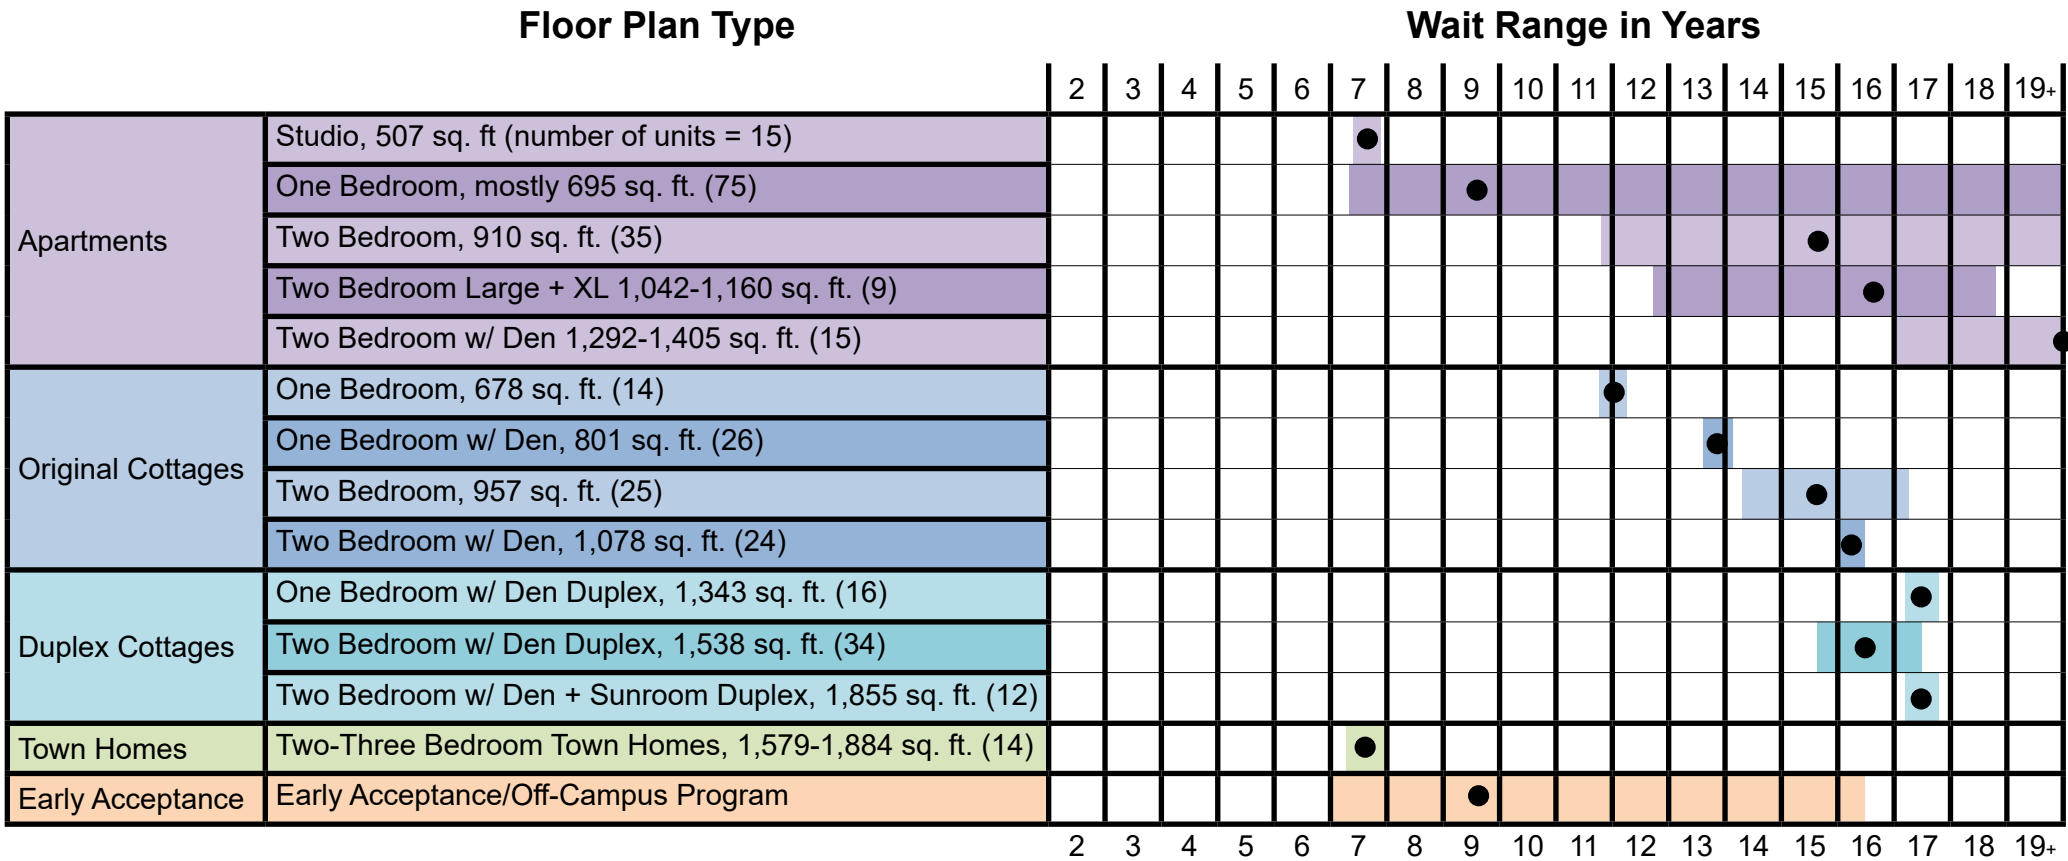 Floor Plan Type Wait Range in Years
2 3 4 5 6 7 8 9 10 11 12 13 14 15 16 17 18 19+
Apartments
Studio, 507 sq. ft (number of units = 15)
One Bedroom, mostly 695 sq. ft. (75)
Two Bedroom, 910 sq. ft. (35)
Two Bedroom Large + XL 1,042-1,160 sq. ft. (9)
Two Bedroom w/ Den 1,292-1,405 sq. ft. (15)
Original Cottages
One Bedroom, 678 sq. ft. (14)
One Bedroom w/ Den, 801 sq. ft. (26)
Two Bedroom, 957 sq. ft. (25)
Two Bedroom w/ Den, 1,078 sq. ft. (24)
Duplex Cottages
One Bedroom w/ Den Duplex, 1,343 sq. ft. (16)
Two Bedroom w/ Den Duplex, 1,538 sq. ft. (34)
Two Bedroom w/ Den + Sunroom Duplex, 1,855 sq. ft. (12)
Town Homes
Two-Three Bedroom Town Homes, 1,579-1,884 sq. ft. (14)
Early Acceptance
Early Acceptance/Off-Campus Program
2 3 4 5 6 7 8 9 10 11 12 13 14 15 16 17 18 19+